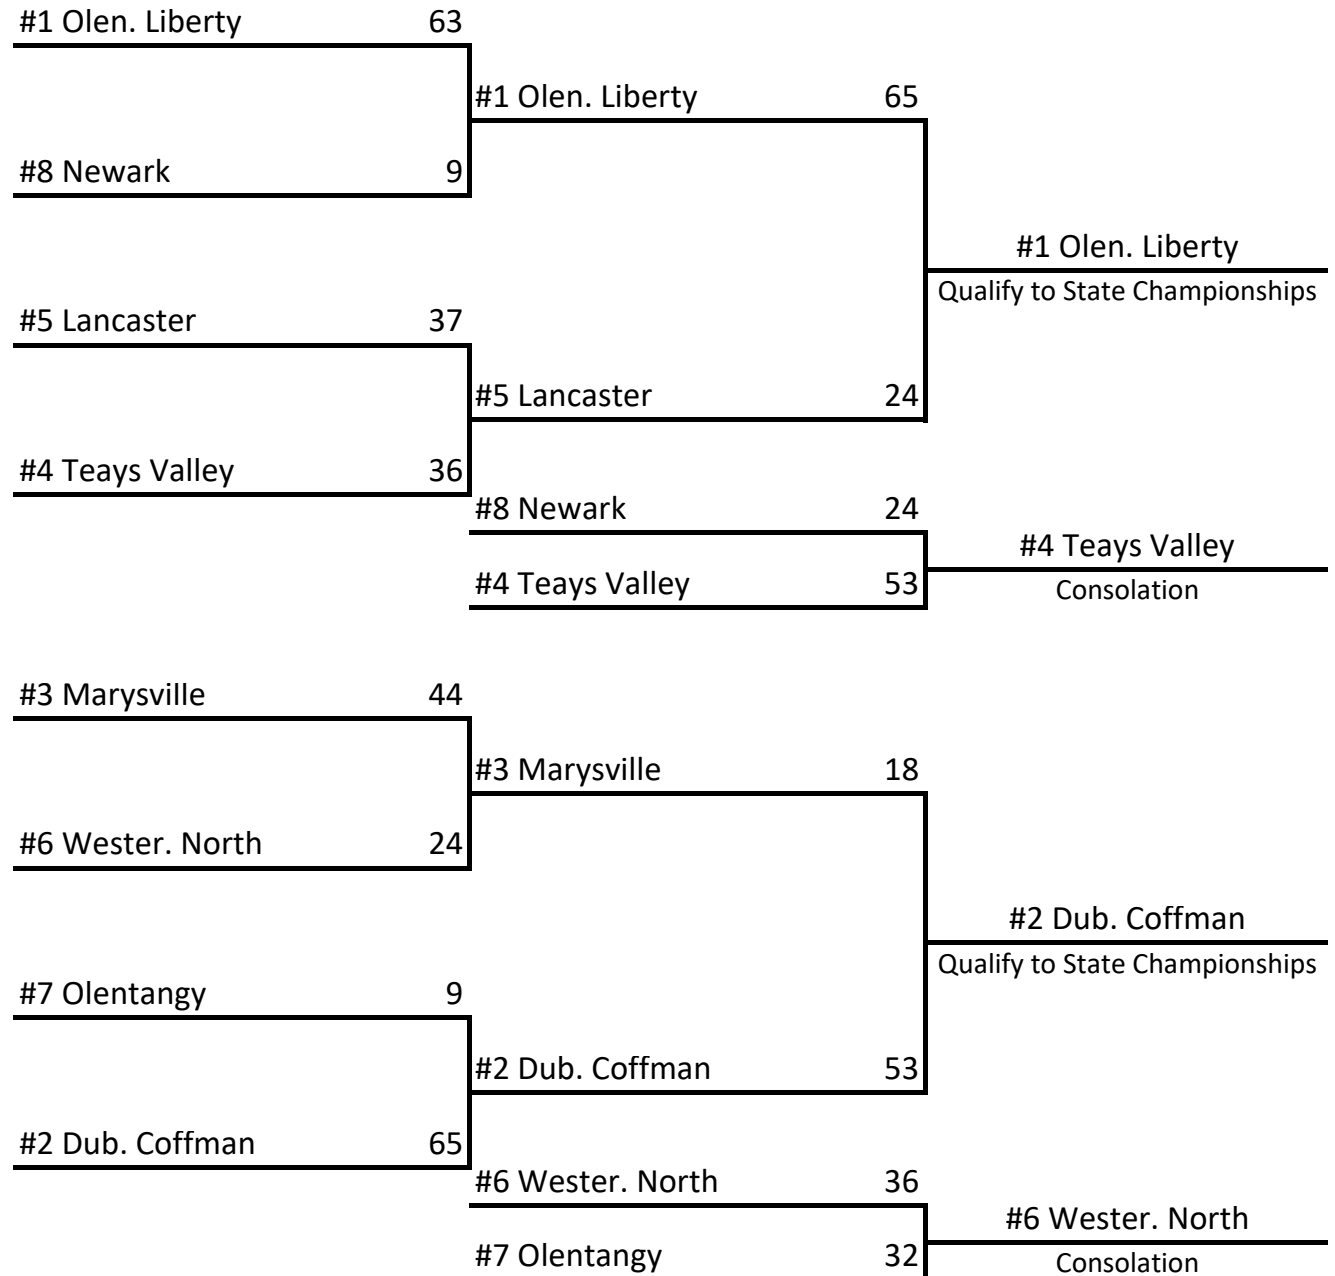 #1 Olen. Liberty 63
#1 Olen. Liberty 65
#8 Newark 9
#1 Olen. Liberty
Qualify to State Championships
#5 Lancaster 37
#5 Lancaster 24
#4 Teays Valley 36
#8 Newark 24
#4 Teays Valley
#4 Teays Valley 53
Consolation
#3 Marysville 44
#3 Marysville 18
#6 Wester. North 24
#2 Dub. Coffman
Qualify to State Championships
#7 Olentangy 9
#2 Dub. Coffman 53
#2 Dub. Coffman 65
#6 Wester. North 36
#6 Wester. North
#7 Olentangy 32
Consolation